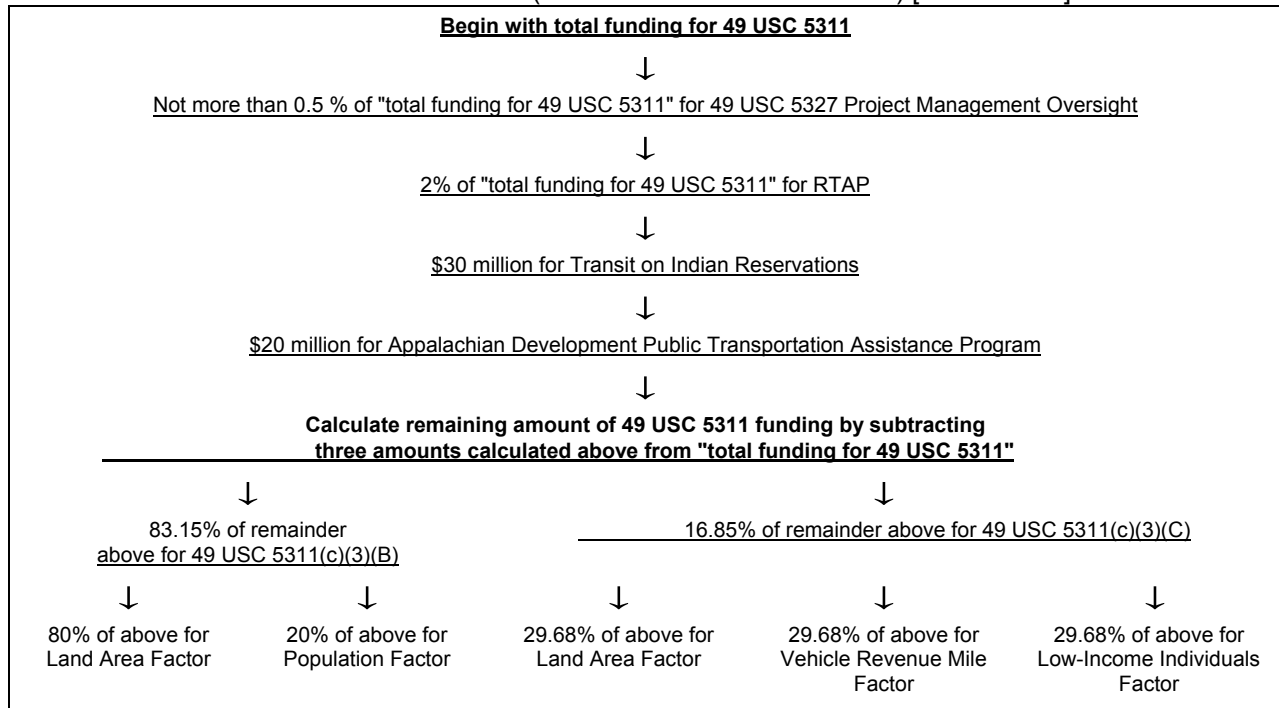 Begin with total funding for 49 USC 5311
↓
Not more than 0.5 % of "total funding for 49 USC 5311" for 49 USC 5327 Project Management Oversight
↓
2% of "total funding for 49 USC 5311" for RTAP
↓
$30 million for Transit on Indian Reservations
↓
$20 million for Appalachian Development Public Transportation Assistance Program
↓
Calculate remaining amount of 49 USC 5311 funding by subtracting
three amounts calculated above from "total funding for 49 USC 5311"
↓ ↓
83.15% of remainder
above for 49 USC 5311(c)(3)(B)
16.85% of remainder above for 49 USC 5311(c)(3)(C)
↓ ↓ ↓ ↓ ↓
80% of above for
Land Area Factor
20% of above for
Population Factor
29.68% of above for
Land Area Factor
29.68% of above for
Vehicle Revenue Mile
Factor
29.68% of above for
Low-Income Individuals
Factor